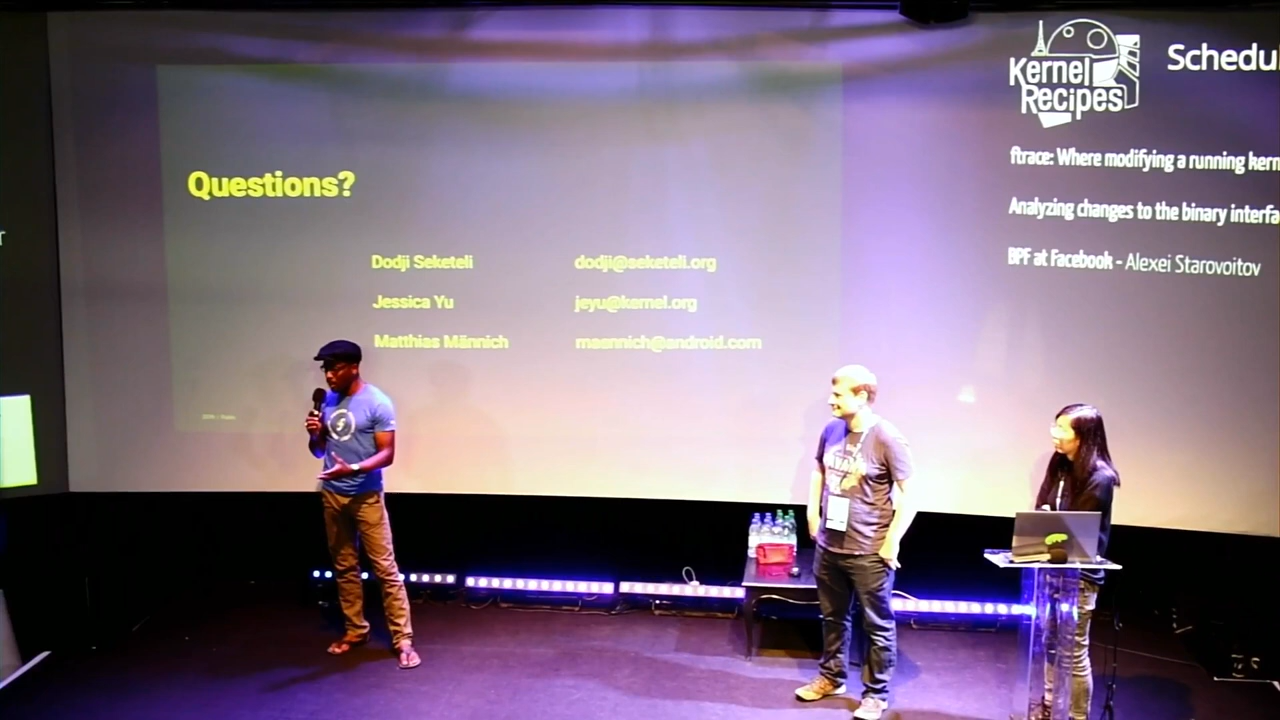 Questions?
Dodji Seketeli dodji@seketeli.org
Jessica Yu jeyu@kernel.org
Matthias Männich maennich@android.com
Kernel
Recipes
Schedul
ftrace: Where modifying a running kern
Analyzing changes to the binary interfa
BPF at Facebook - Alexei Starovoitov